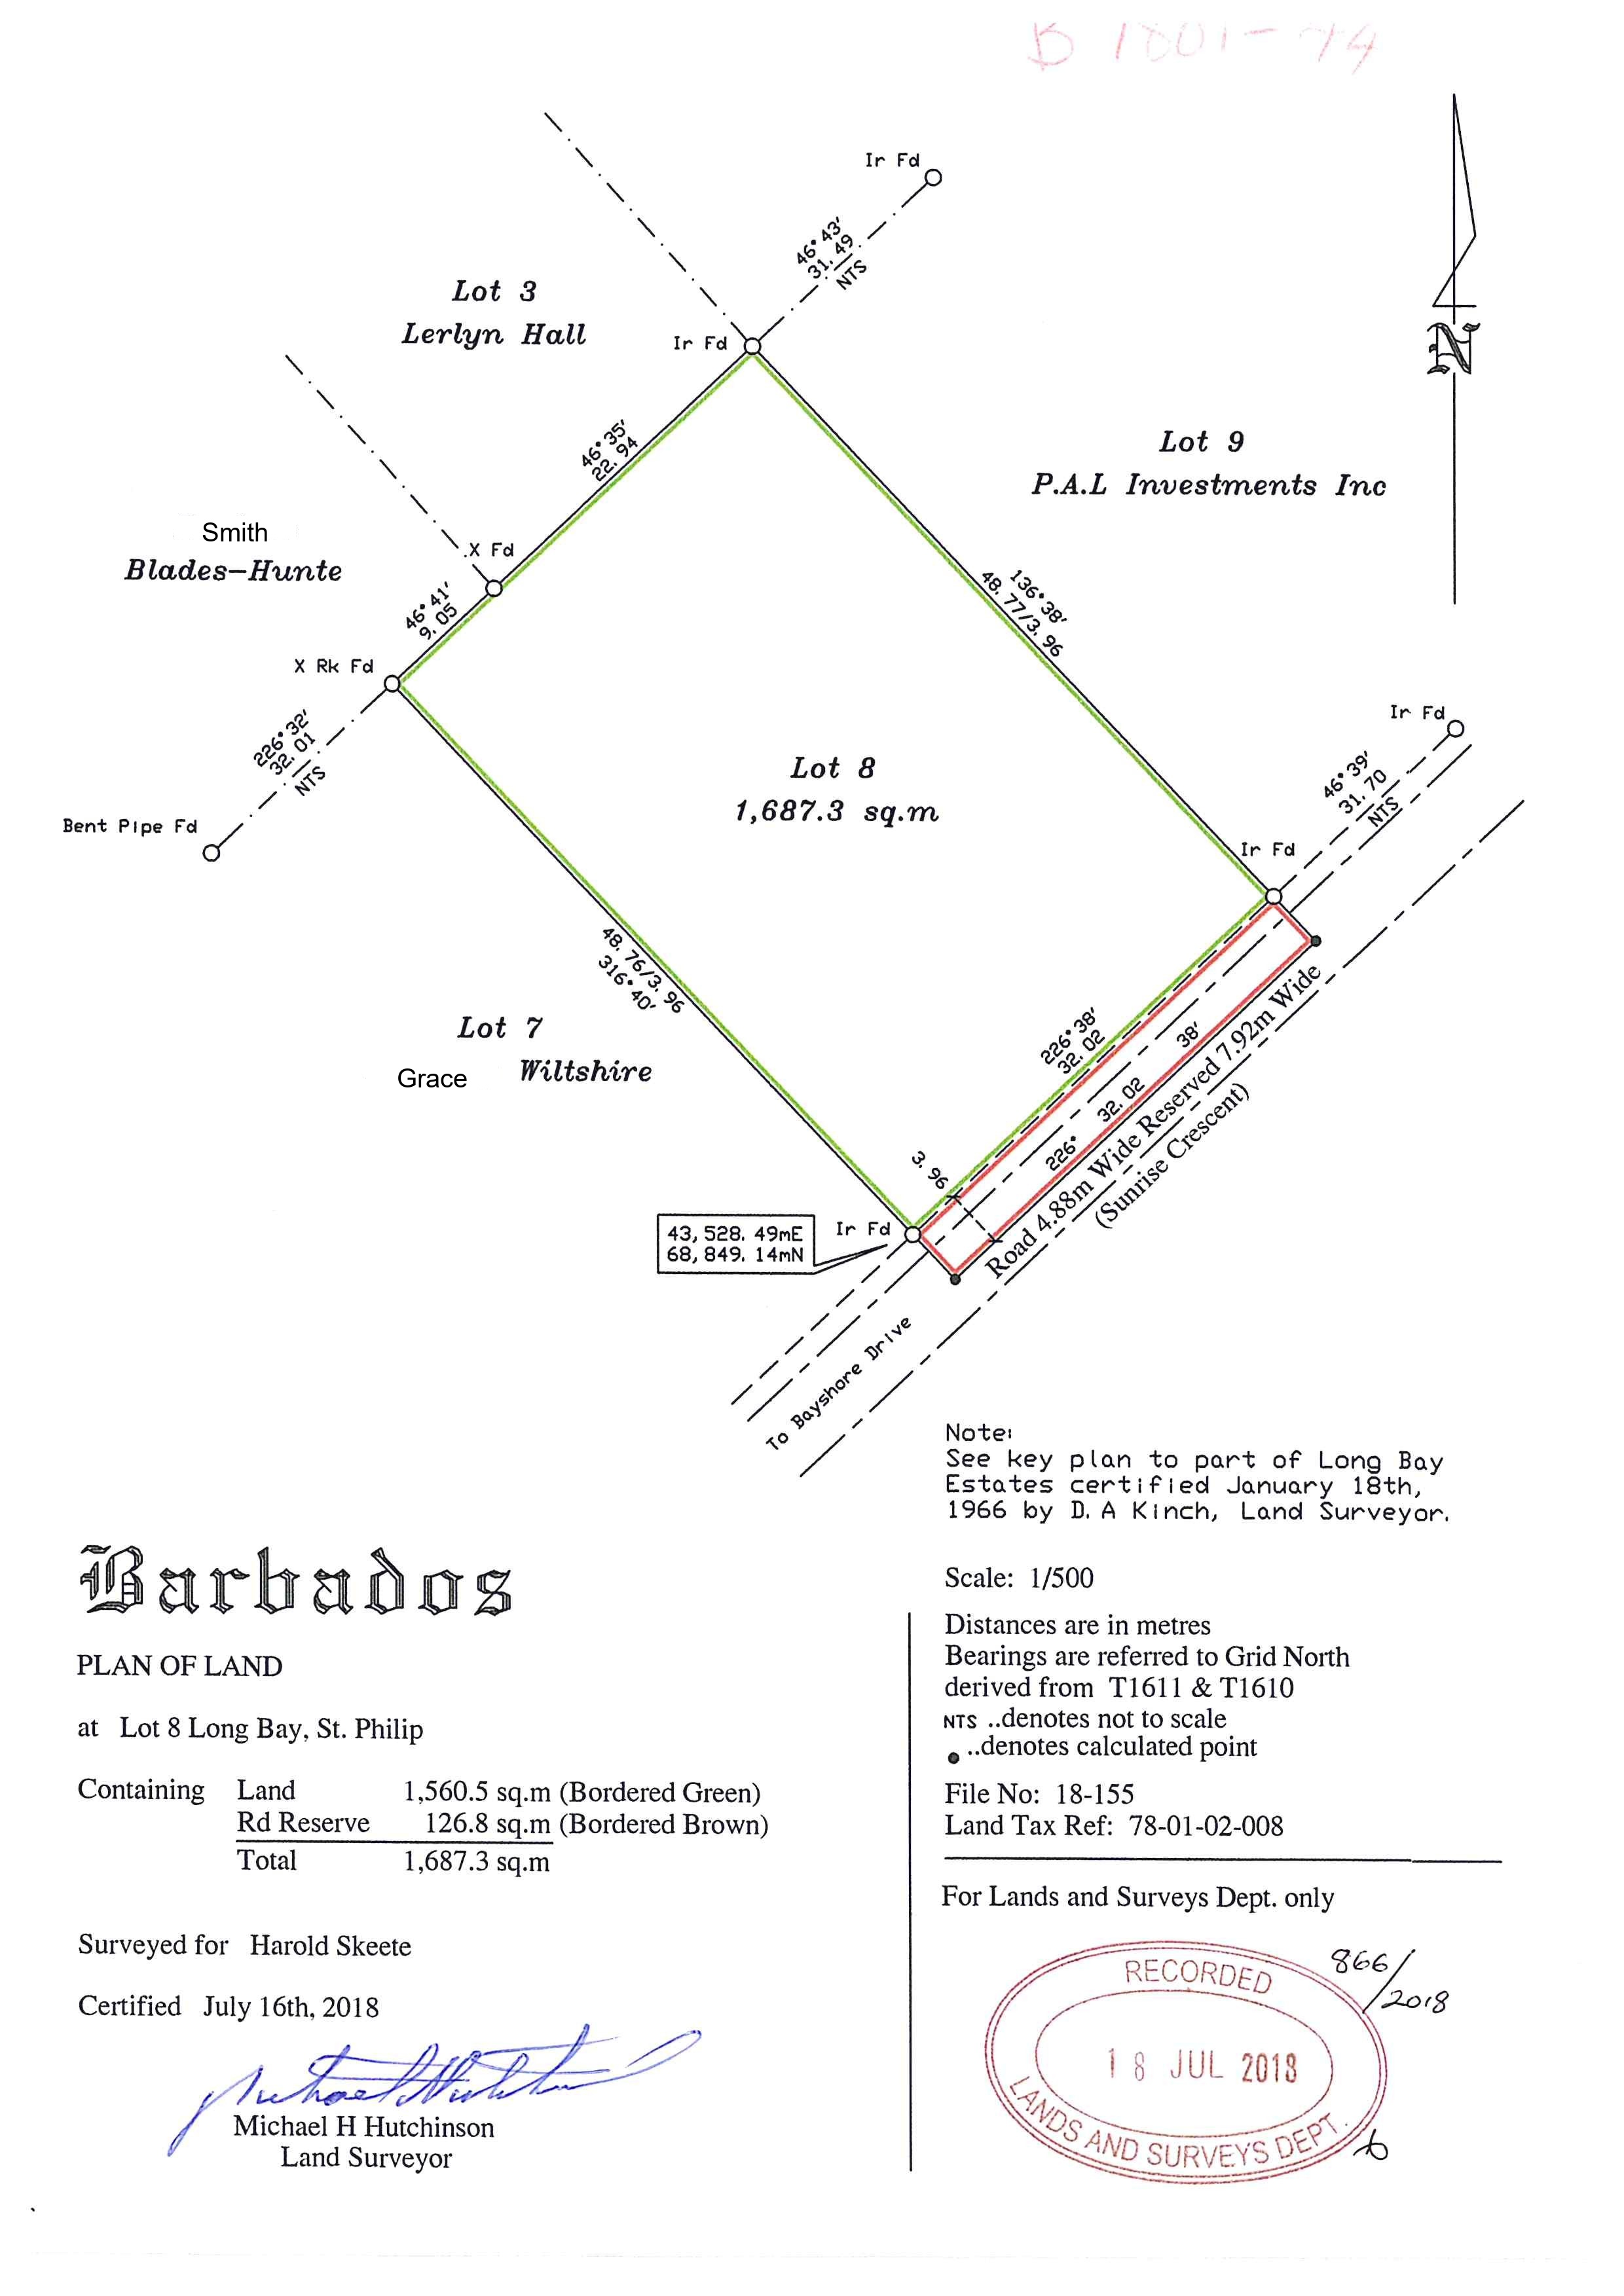 B 1801-74
Ir Fd
46°43'
31.49
NTS
Lot 3
Lerlyn Hall
Ir Fd
N
46°35'
22.94
Lot 9
P.A.L Investments Inc
Smith
Blades-Hunte
X Fd
46°41'
9.05
136°38'
48.77/3.96
X Rk Fd
226°32'
32.01
NTS
Ir Fd
46°39'
31.70
NTS
Lot 8
1,687.3 sq.m
Bent Pipe Fd
Ir Fd
48.76/3.96
316°40'
Lot 7
Grace Wiltshire
226°38'
32.02
226° 32.02 38'
3.96
Road 4.88m Wide Reserved 7.92m Wide
(Sunrise Crescent)
Ir Fd
43,528.49mE
68,849.14mN
To Bayshore Drive
Note:
See key plan to part of Long Bay
Estates certified January 18th,
1966 by D.A Kinch, Land Surveyor.
Barbados
PLAN OF LAND
at Lot 8 Long Bay, St. Philip
Containing Land 1,560.5 sq.m (Bordered Green)
Rd Reserve 126.8 sq.m (Bordered Brown)
Total 1,687.3 sq.m
Surveyed for Harold Skeete
Certified July 16th, 2018
Michael H Hutchinson
Michael H Hutchinson
Land Surveyor
Scale: 1/500
Distances are in metres
Bearings are referred to Grid North
derived from T1611 & T1610
NTS ..denotes not to scale
..denotes calculated point
File No: 18-155
Land Tax Ref: 78-01-02-008
For Lands and Surveys Dept. only
866/2018
RECORDED
18 JUL 2018
LANDS AND SURVEYS DEPT.